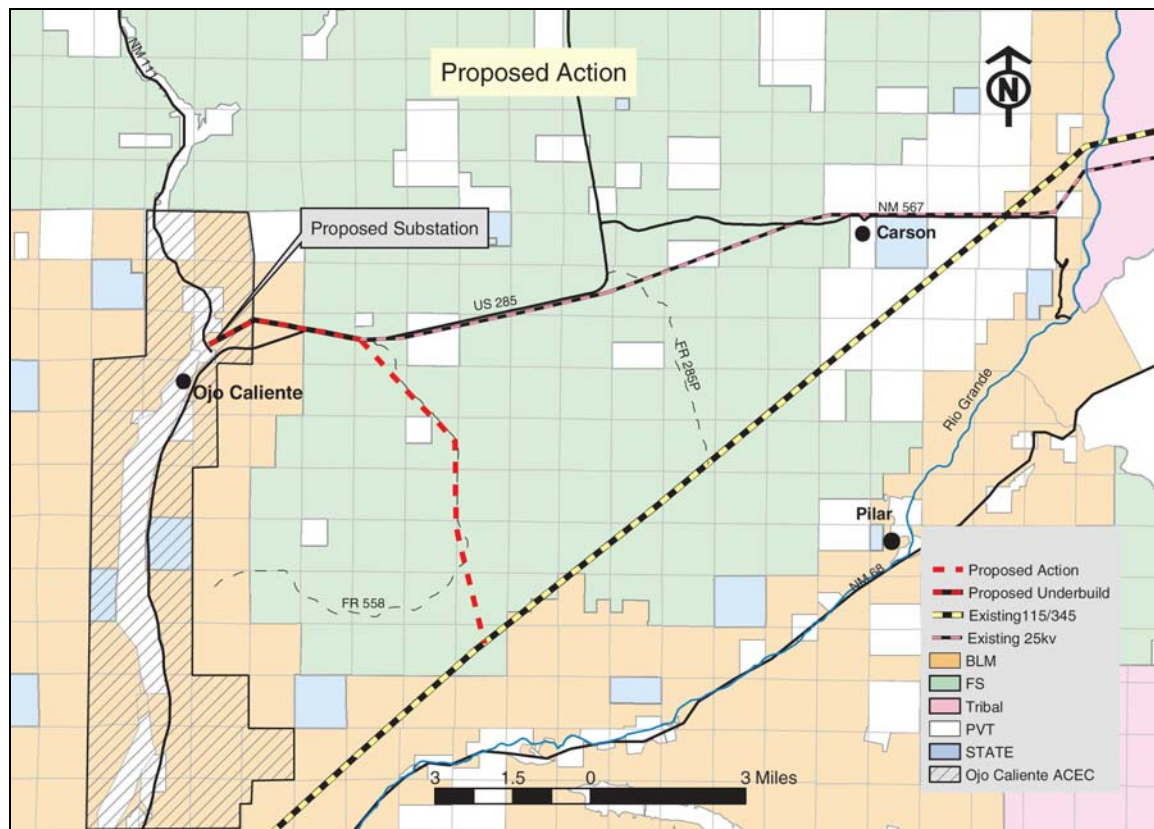 Proposed Action
N
NM 111
NM 567
Proposed Substation
Carson
US 285
FR 285P
Ojo Caliente
Rio Grande
Pilar
NM 68
FR 558
Proposed Action
Proposed Underbuild
Existing115/345
Existing 25kv
BLM
FS
Tribal
PVT
STATE
Ojo Caliente ACEC
3 1.5 0 3 Miles